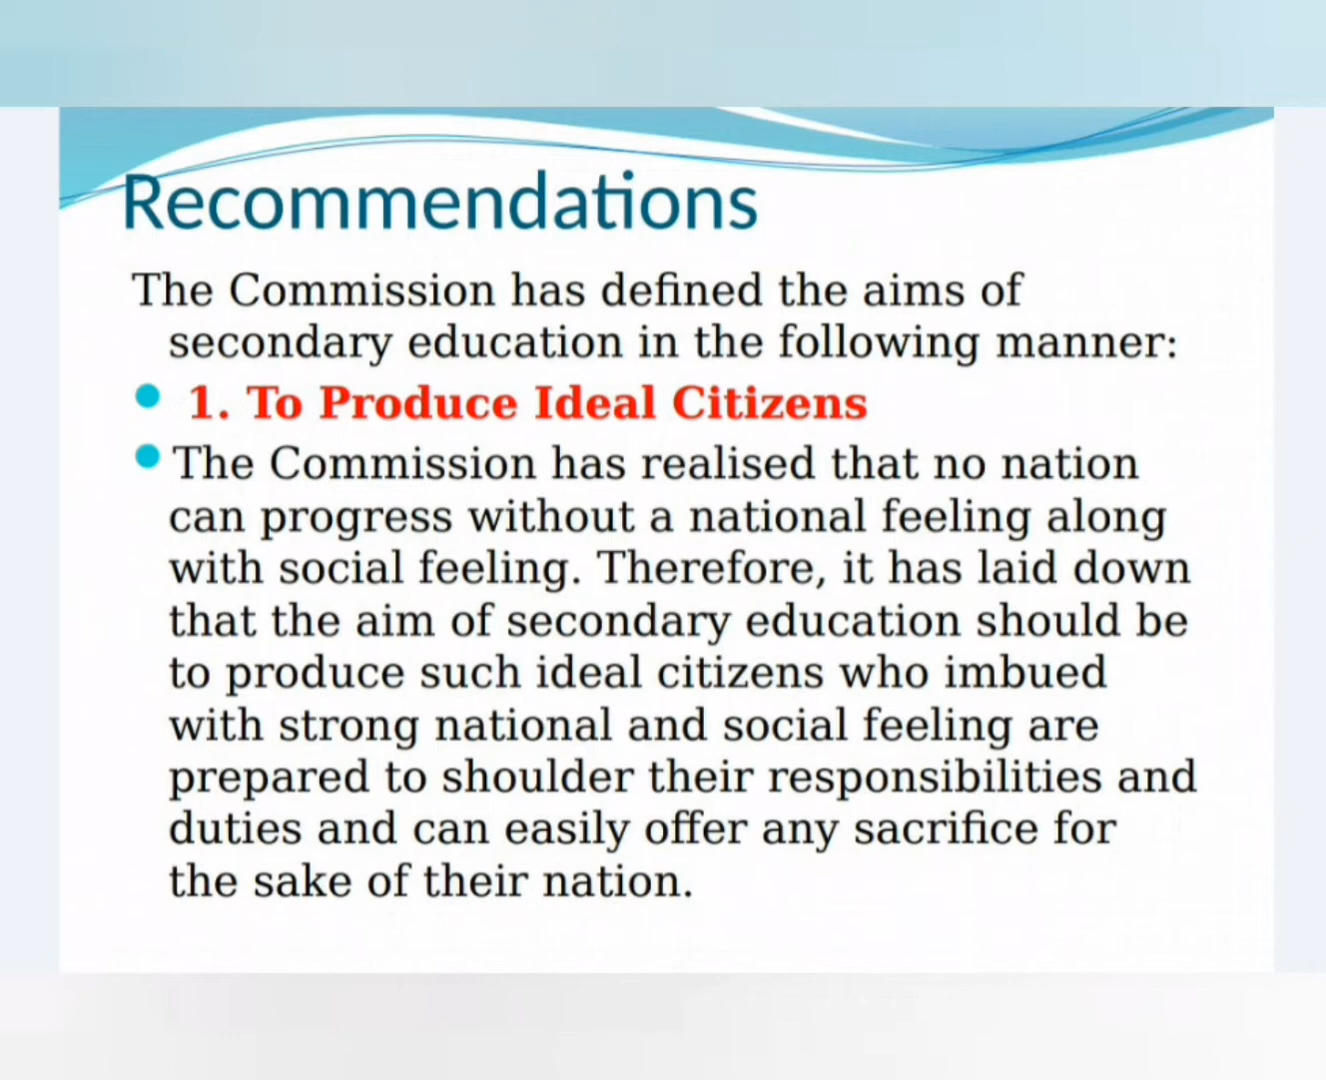 Recommendations
The Commission has defined the aims of
secondary education in the following manner:
1. To Produce Ideal Citizens
The Commission has realised that no nation
can progress without a national feeling along
with social feeling. Therefore, it has laid down
that the aim of secondary education should be
to produce such ideal citizens who imbued
with strong national and social feeling are
prepared to shoulder their responsibilities and
duties and can easily offer any sacrifice for
the sake of their nation.